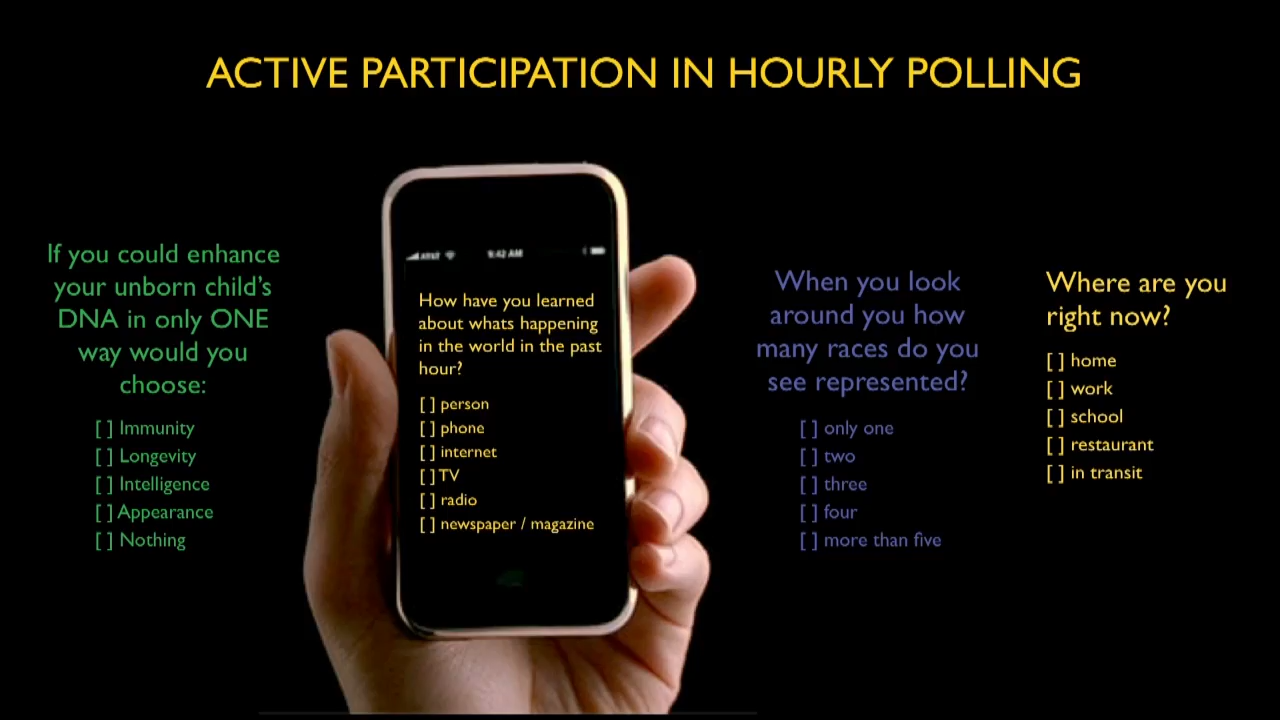 ACTIVE PARTICIPATION IN HOURLY POLLING
If you could enhance
your unborn child's
DNA in only ONE
way would you
choose:
[ ] Immunity
[ ] Longevity
[ ] Intelligence
[ ] Appearance
[ ] Nothing
AT&T
9:42 AM
How have you learned
about whats happening
in the world in the past
hour?
[ ] person
[ ] phone
[ ] internet
[ ] TV
[ ] radio
[ ] newspaper / magazine
When you look
around you how
many races do you
see represented?
[ ] only one
[ ] two
[ ] three
[ ] four
[ ] more than five
Where are you
right now?
[ ] home
[ ] work
[ ] school
[ ] restaurant
[ ] in transit